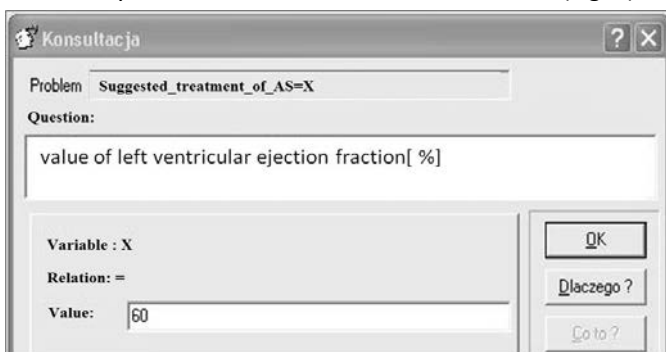 Konsultacja
Problem Suggested_treatment_of_AS=X
Question:
value of left ventricular ejection fraction[ %]
Variable : X
Relation: =
Value: 60
OK
Dlaczego ?
Co to ?